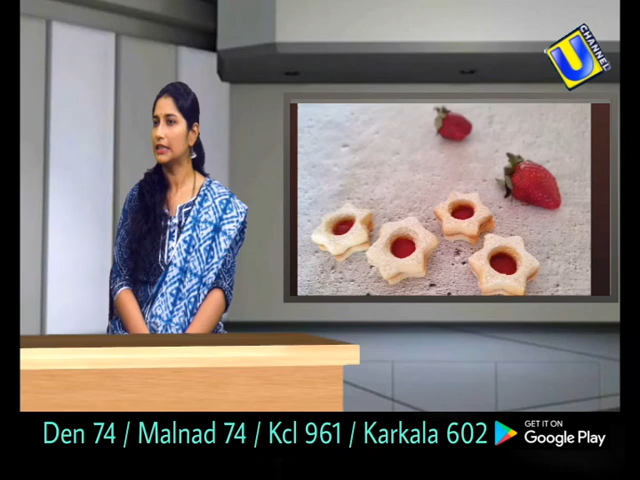 U
CHANNEL
Den 74 / Malnad 74 / Kcl 961 / Karkala 602
GET IT ON
Google Play